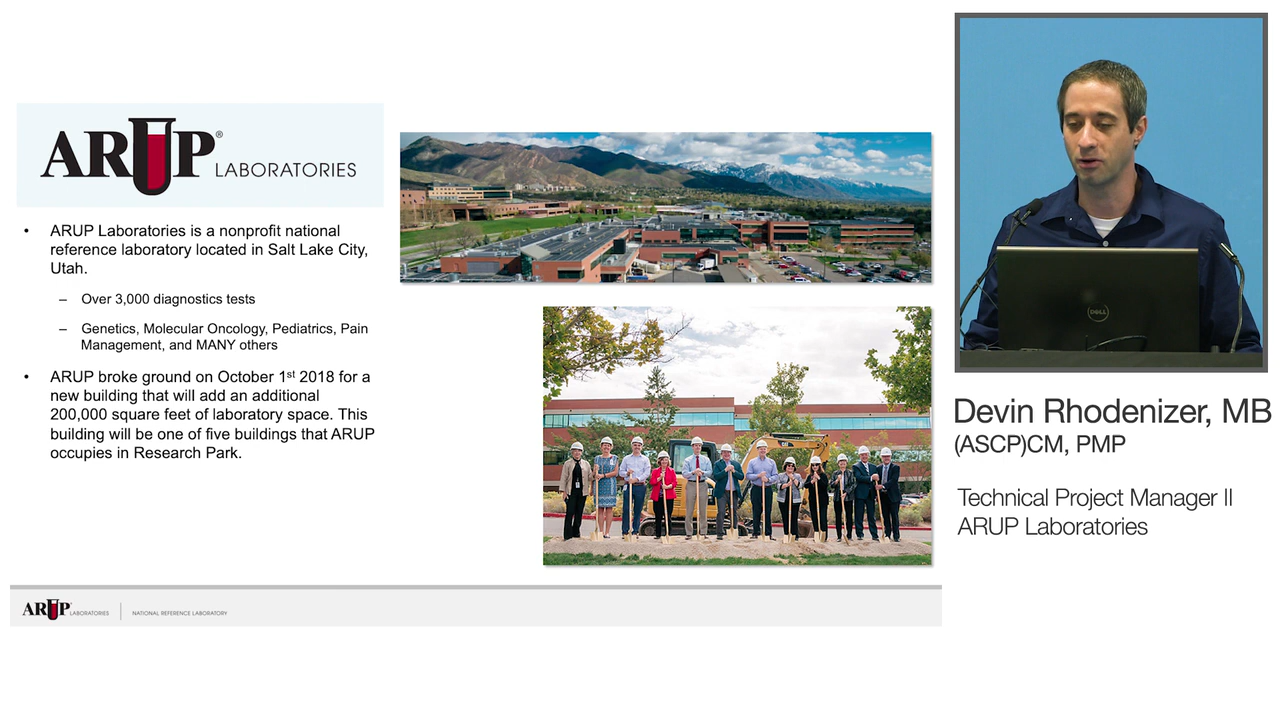 ARUP® LABORATORIES
• ARUP Laboratories is a nonprofit national
reference laboratory located in Salt Lake City,
Utah.
– Over 3,000 diagnostics tests
– Genetics, Molecular Oncology, Pediatrics, Pain
Management, and MANY others
• ARUP broke ground on October 1st 2018 for a
new building that will add an additional
200,000 square feet of laboratory space. This
building will be one of five buildings that ARUP
occupies in Research Park.
CAT
ARUP LABORATORIES | NATIONAL REFERENCE LABORATORY
DELL
Devin Rhodenizer, MB
(ASCP)CM, PMP
Technical Project Manager II
ARUP Laboratories